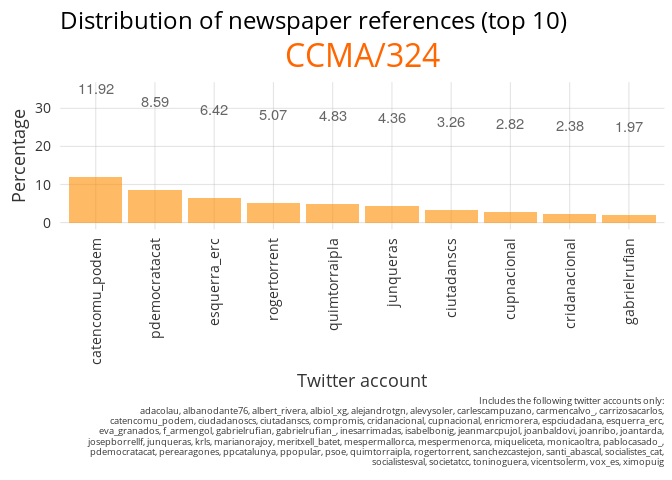 Distribution of newspaper references (top 10)
CCMA/324
11.92
8.59
6.42
5.07
4.83
4.36
3.26
2.82
2.38
1.97
Percentage
30
20
10
0
catencomu_podem
pdemocratacat
esquerra_erc
rogertorrent
quimtorraipla
junqueras
ciutadanscs
cupnacional
cridanacional
gabrielrufian
Twitter account
Includes the following twitter accounts only:
adacolau, albanodante76, albert_rivera, albiol_xg, alejandrotgn, alevysoler, carlescampuzano, carmencalvo_, carrizosacarlos,
catencomu_podem, ciudadanoscs, ciutadanscs, compromis, cridanacional, cupnacional, enricmorera, espciudadana, esquerra_erc,
eva_granados, f_armengol, gabrielrufian, gabrielrufian_, inesarrimadas, isabelbonig, jeanmarcpujol, joanbaldovi, joanribo, joantarda,
josepborrellf, junqueras, krls, marianorajoy, meritxell_batet, mespermallorca, mespermenorca, miqueliceta, monicaoltra, pablocasado_,
pdemocratacat, perearagones, ppcatalunya, ppopular, psoe, quimtorraipla, rogertorrent, sanchezcastejon, santi_abascal, socialistes_cat,
socialistesval, societatcc, toninoguera, vicentsolerm, vox_es, ximopuig